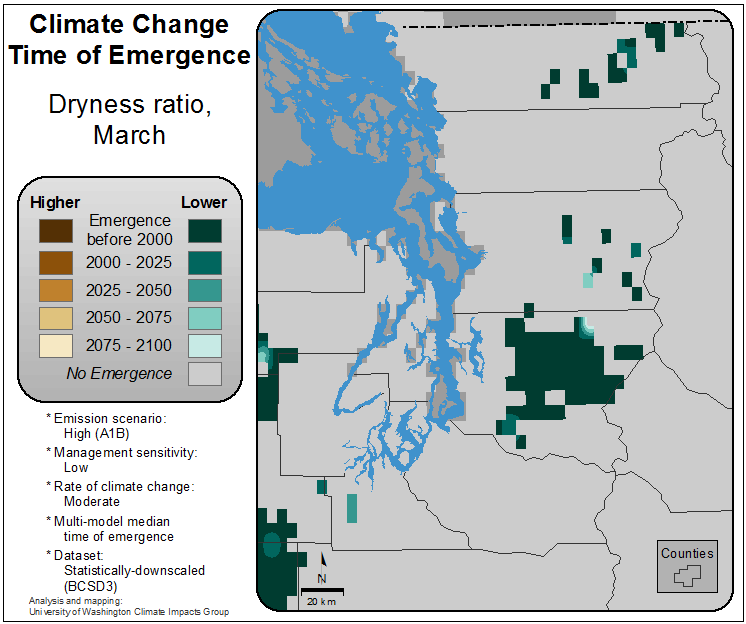 Climate Change
Time of Emergence
Dryness ratio,
March
Higher Lower
Emergence
before 2000
2000 - 2025
2025 - 2050
2050 - 2075
2075 - 2100
No Emergence
* Emission scenario:
High (A1B)
* Management sensitivity:
Low
* Rate of climate change:
Moderate
* Multi-model median
time of emergence
* Dataset:
Statistically-downscaled
(BCSD3)
Analysis and mapping:
University of Washington Climate Impacts Group
N
20 km
Counties